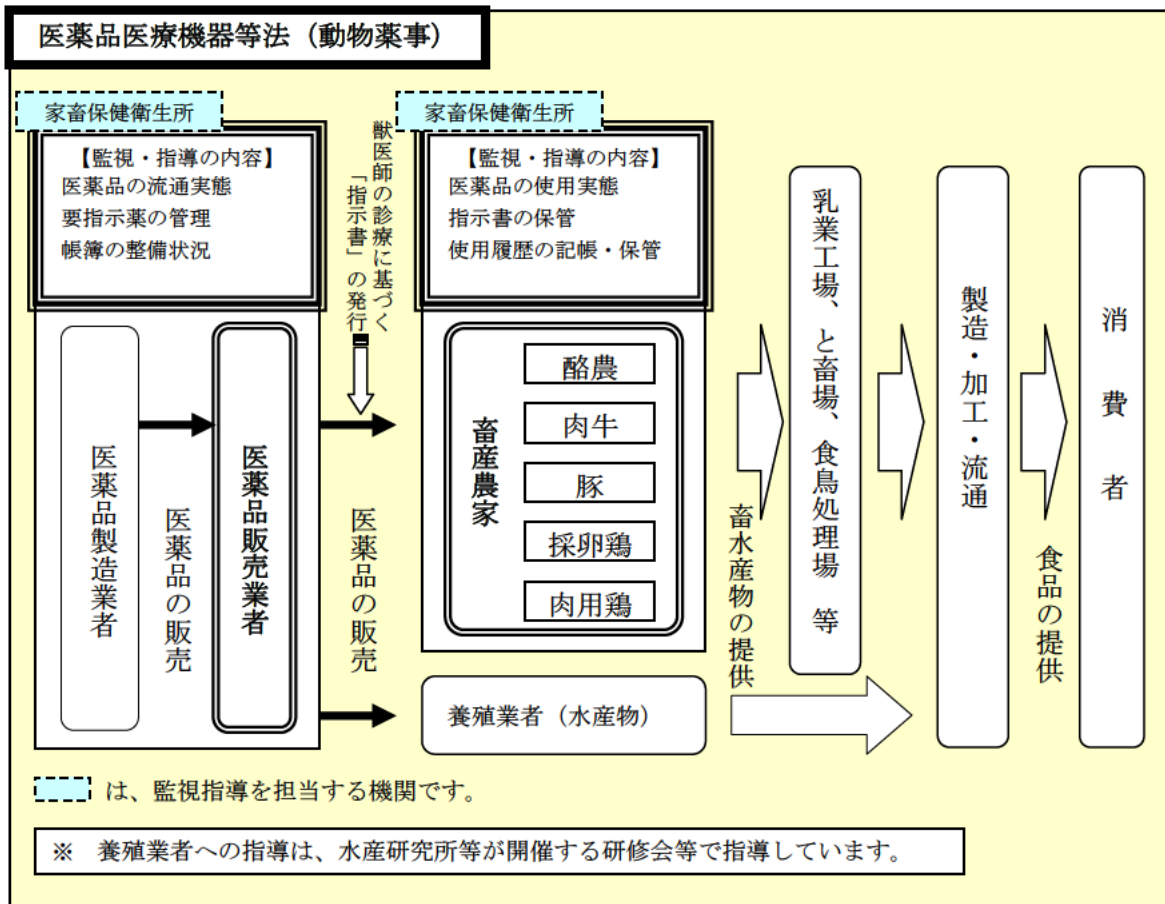 医薬品医療機器等法（動物薬事）
家畜保健衛生所
【監視・指導の内容】
医薬品の流通実態
要指示薬の管理
帳簿の整備状況
獣医師の診療に基づく
「指示書」の発行
家畜保健衛生所
【監視・指導の内容】
医薬品の使用実態
指示書の保管
使用履歴の記帳・保管
医薬品製造業者
医薬品の販売
医薬品販売業者
医薬品の販売
畜産農家
酪農
肉牛
豚
採卵鶏
肉用鶏
養殖業者（水産物）
畜水産物の提供
乳業工場、と畜場、食鳥処理場　等
製造・加工・流通
食品の提供
消費者
は、監視指導を担当する機関です。
※　養殖業者への指導は、水産研究所等が開催する研修会等で指導しています。